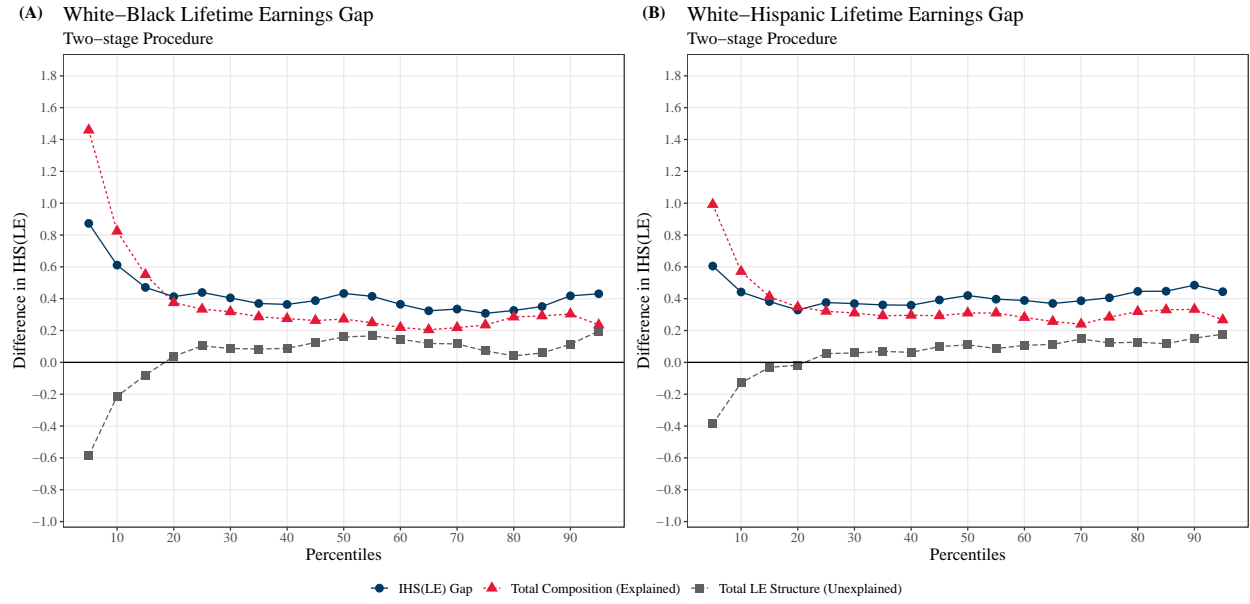 (A) White−Black Lifetime Earnings Gap
Two−stage Procedure
1.8
1.6
1.4
1.2
1.0
0.8
0.6
0.4
0.2
0.0
−0.2
−0.4
−0.6
−0.8
−1.0
Difference in IHS(LE)
10 20 30 40 50 60 70 80 90
Percentiles
(B) White−Hispanic Lifetime Earnings Gap
Two−stage Procedure
1.8
1.6
1.4
1.2
1.0
0.8
0.6
0.4
0.2
0.0
−0.2
−0.4
−0.6
−0.8
−1.0
Difference in IHS(LE)
10 20 30 40 50 60 70 80 90
Percentiles
IHS(LE) Gap Total Composition (Explained) Total LE Structure (Unexplained)